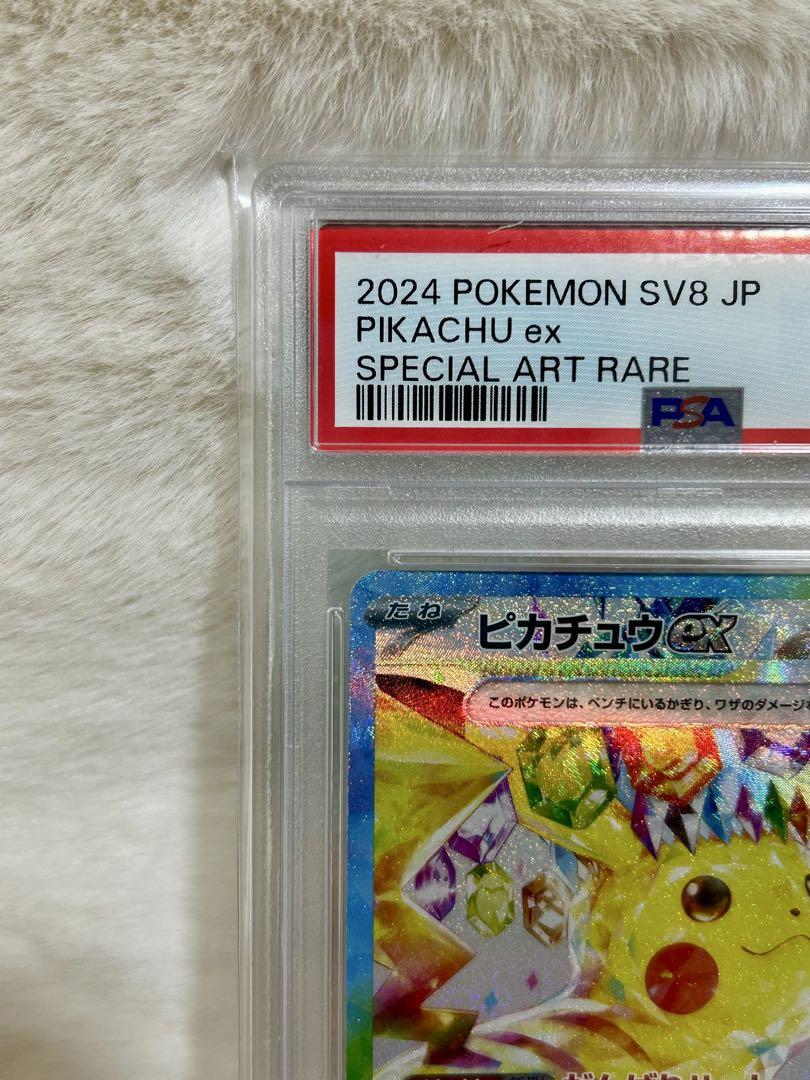 2024 POKEMON SV8 JP
PIKACHU ex
SPECIAL ART RARE
PSA
たね
ピカチュウex
このポケモンは、ベンチにいるかぎり、ワザのダメージ